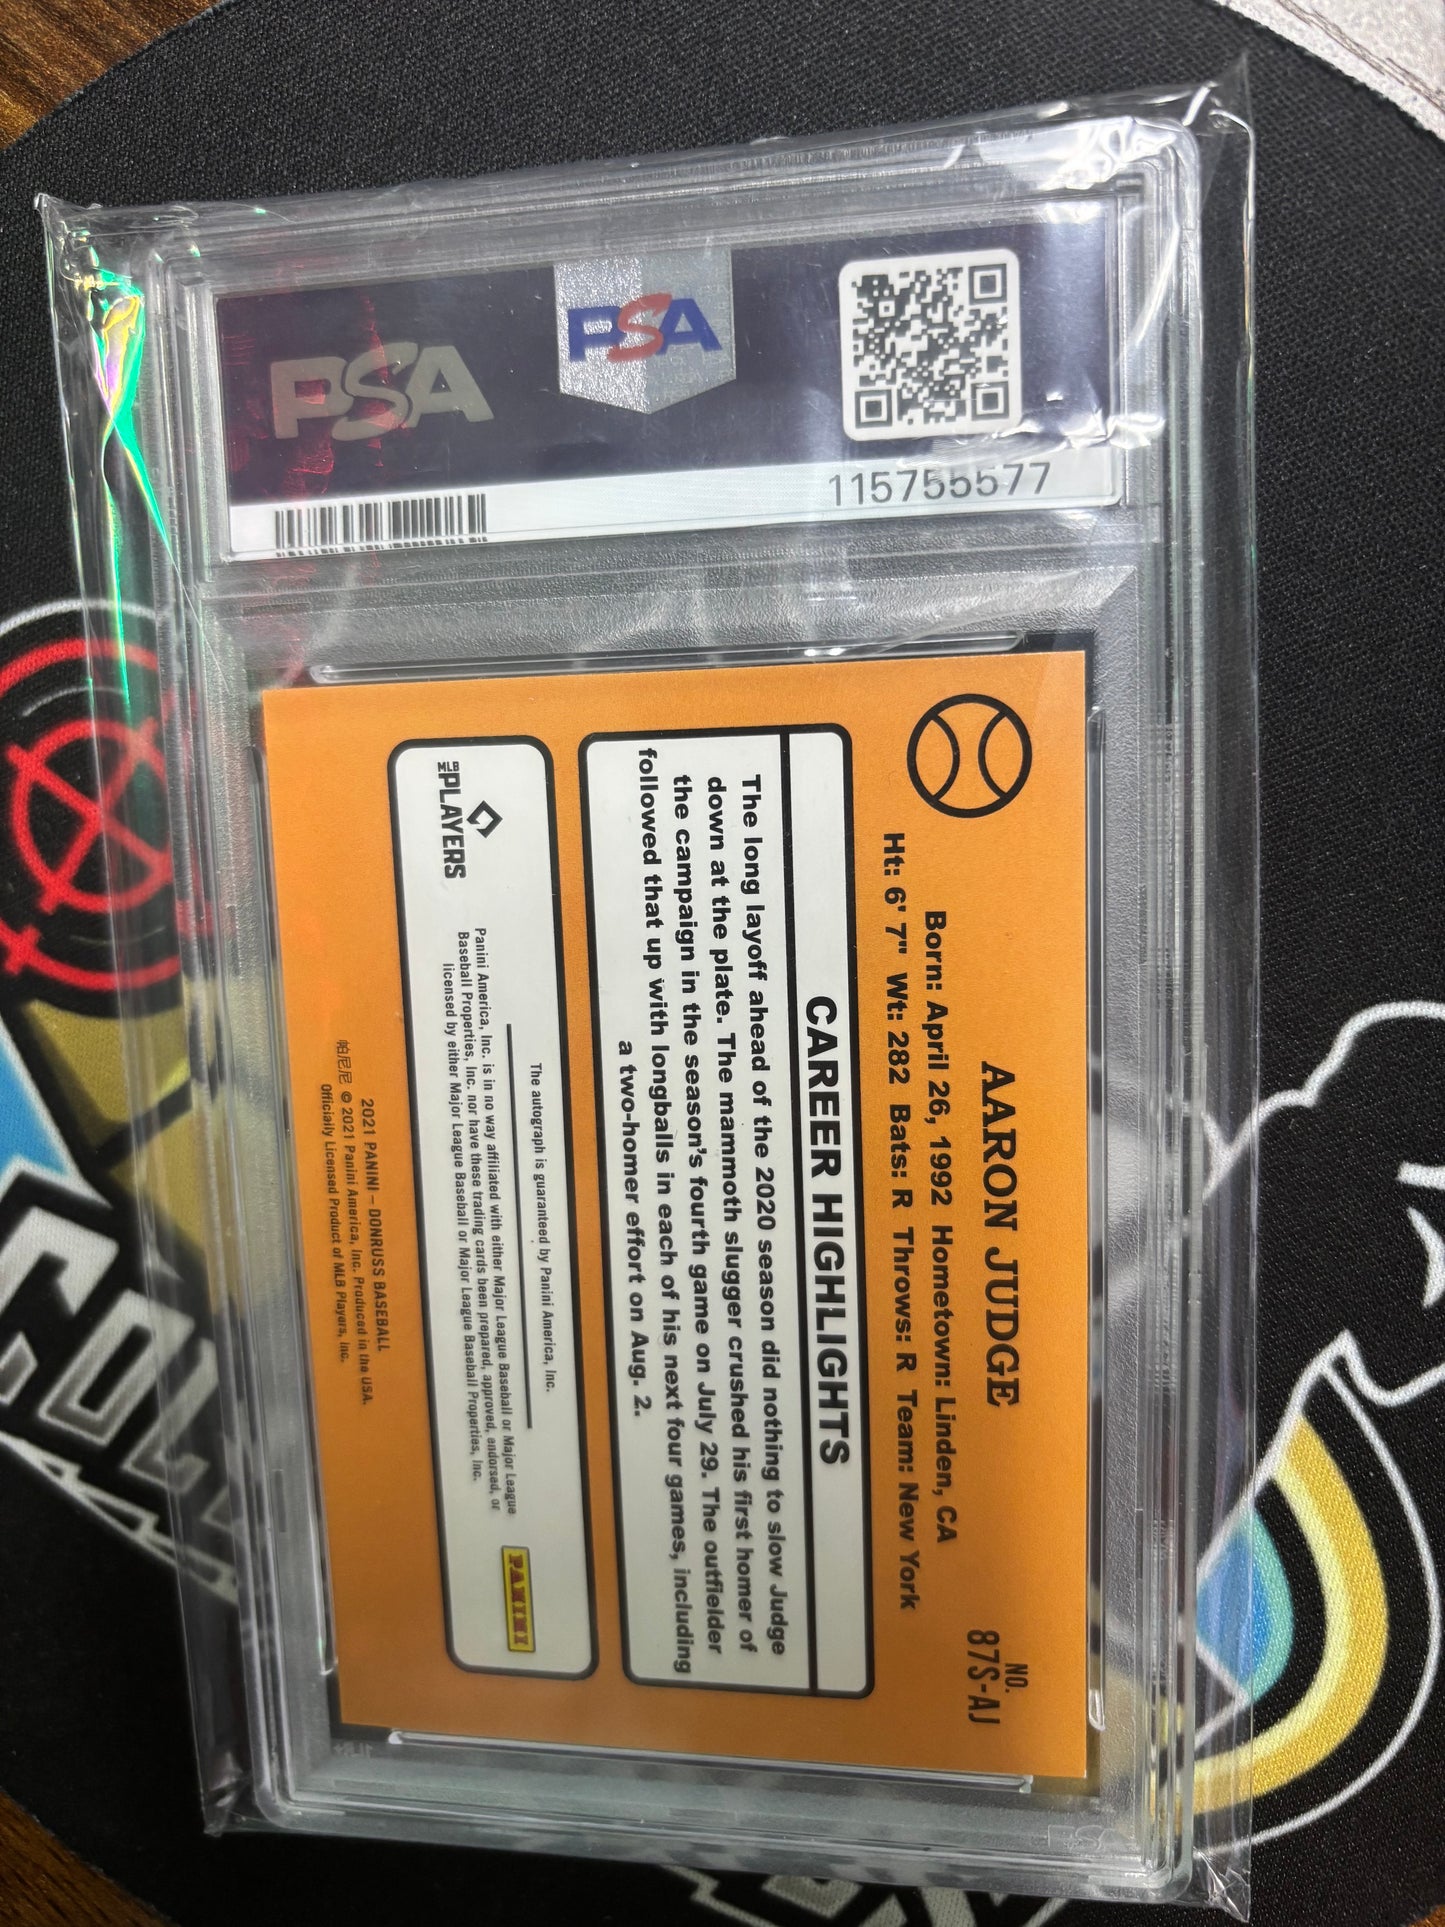 PSA
PSA
115755577
AARON JUDGE
NO.
87S-AJ
Born: April 26, 1992 Hometown: Linden, CA
Ht: 6' 7" Wt: 282 Bats: R Throws: R Team: New York
CAREER HIGHLIGHTS
The long layoff ahead of the 2020 season did nothing to slow Judge
down at the plate. The mammoth slugger crushed his first homer of
the campaign in the season's fourth game on July 29. The outfielder
followed that up with longballs in each of his next four games, including
a two-homer effort on Aug. 2.
The autograph is guaranteed by Panini America, Inc.
MLB PLAYERS
Panini America, Inc. is in no way affiliated with either Major League Baseball or Major League
Baseball Properties, Inc. nor have these trading cards been prepared, approved, endorsed, or
licensed by either Major League Baseball or Major League Baseball Properties, Inc.
PANINI
2021 PANINI – DONRUSS BASEBALL
帕尼尼 © 2021 Panini America, Inc. Produced in the USA.
Officially Licensed Product of MLB Players, Inc.
PSA